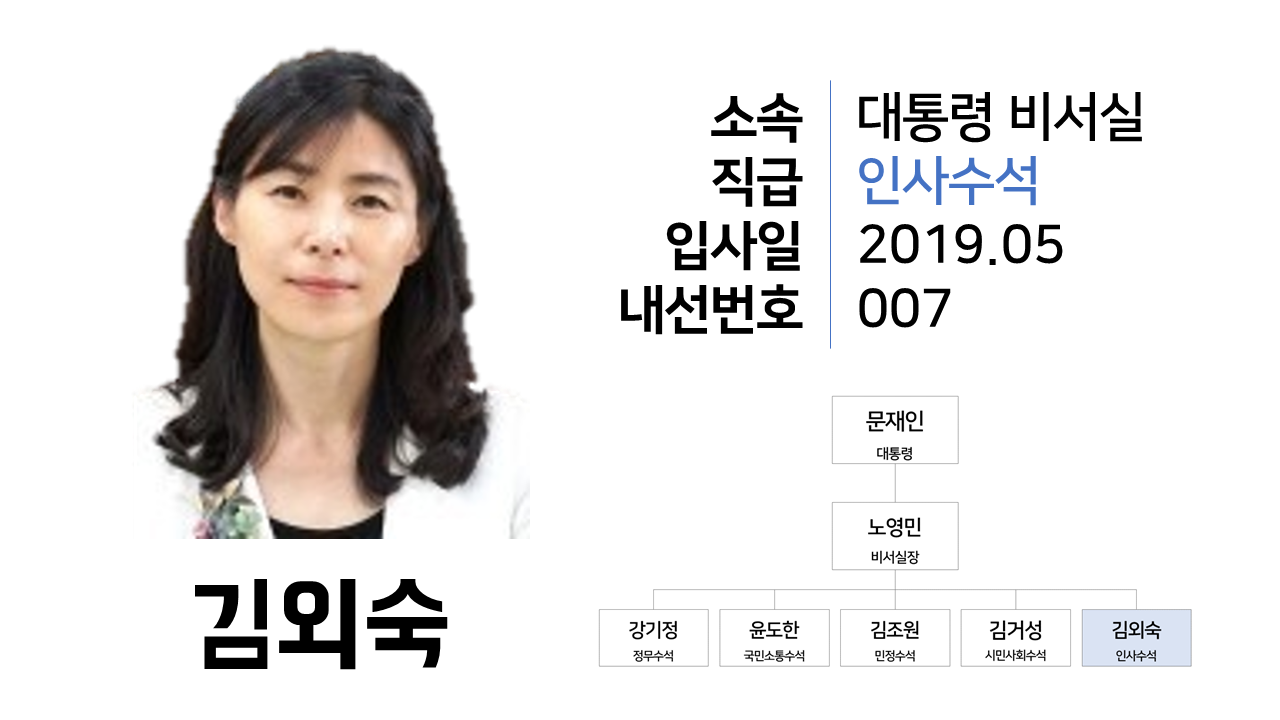 김외숙
소속 대통령 비서실
직급 인사수석
입사일 2019.05
내선번호 007
문재인
대통령
노영민
비서실장
강기정 윤도한 김조원 김거성 김외숙
정무수석 국민소통수석 민정수석 시민사회수석 인사수석